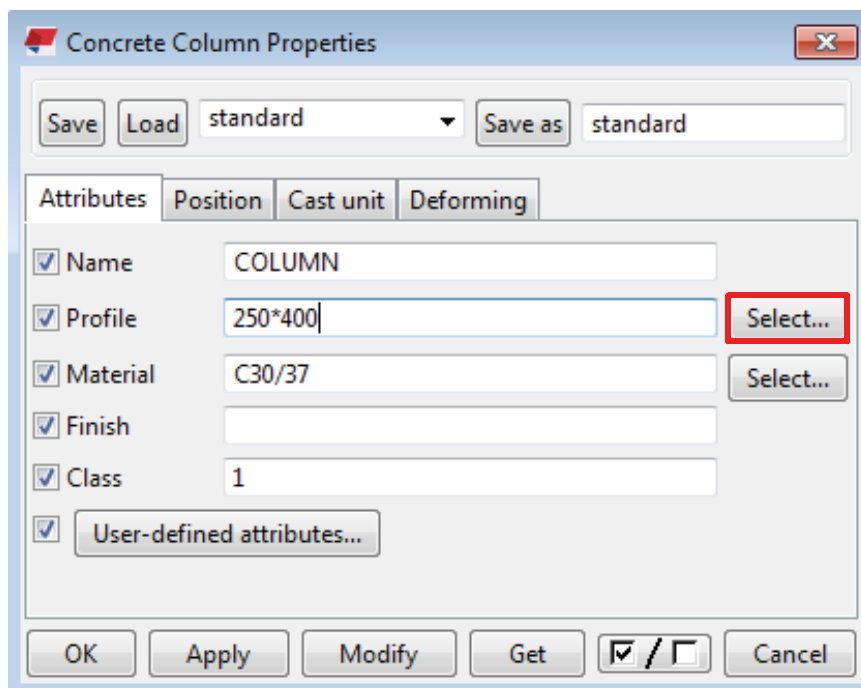 Concrete Column Properties
Save Load standard Save as standard
Attributes Position Cast unit Deforming
Name COLUMN
Profile 250*400 Select...
Material C30/37 Select...
Finish
Class 1
User-defined attributes...
OK Apply Modify Get / Cancel